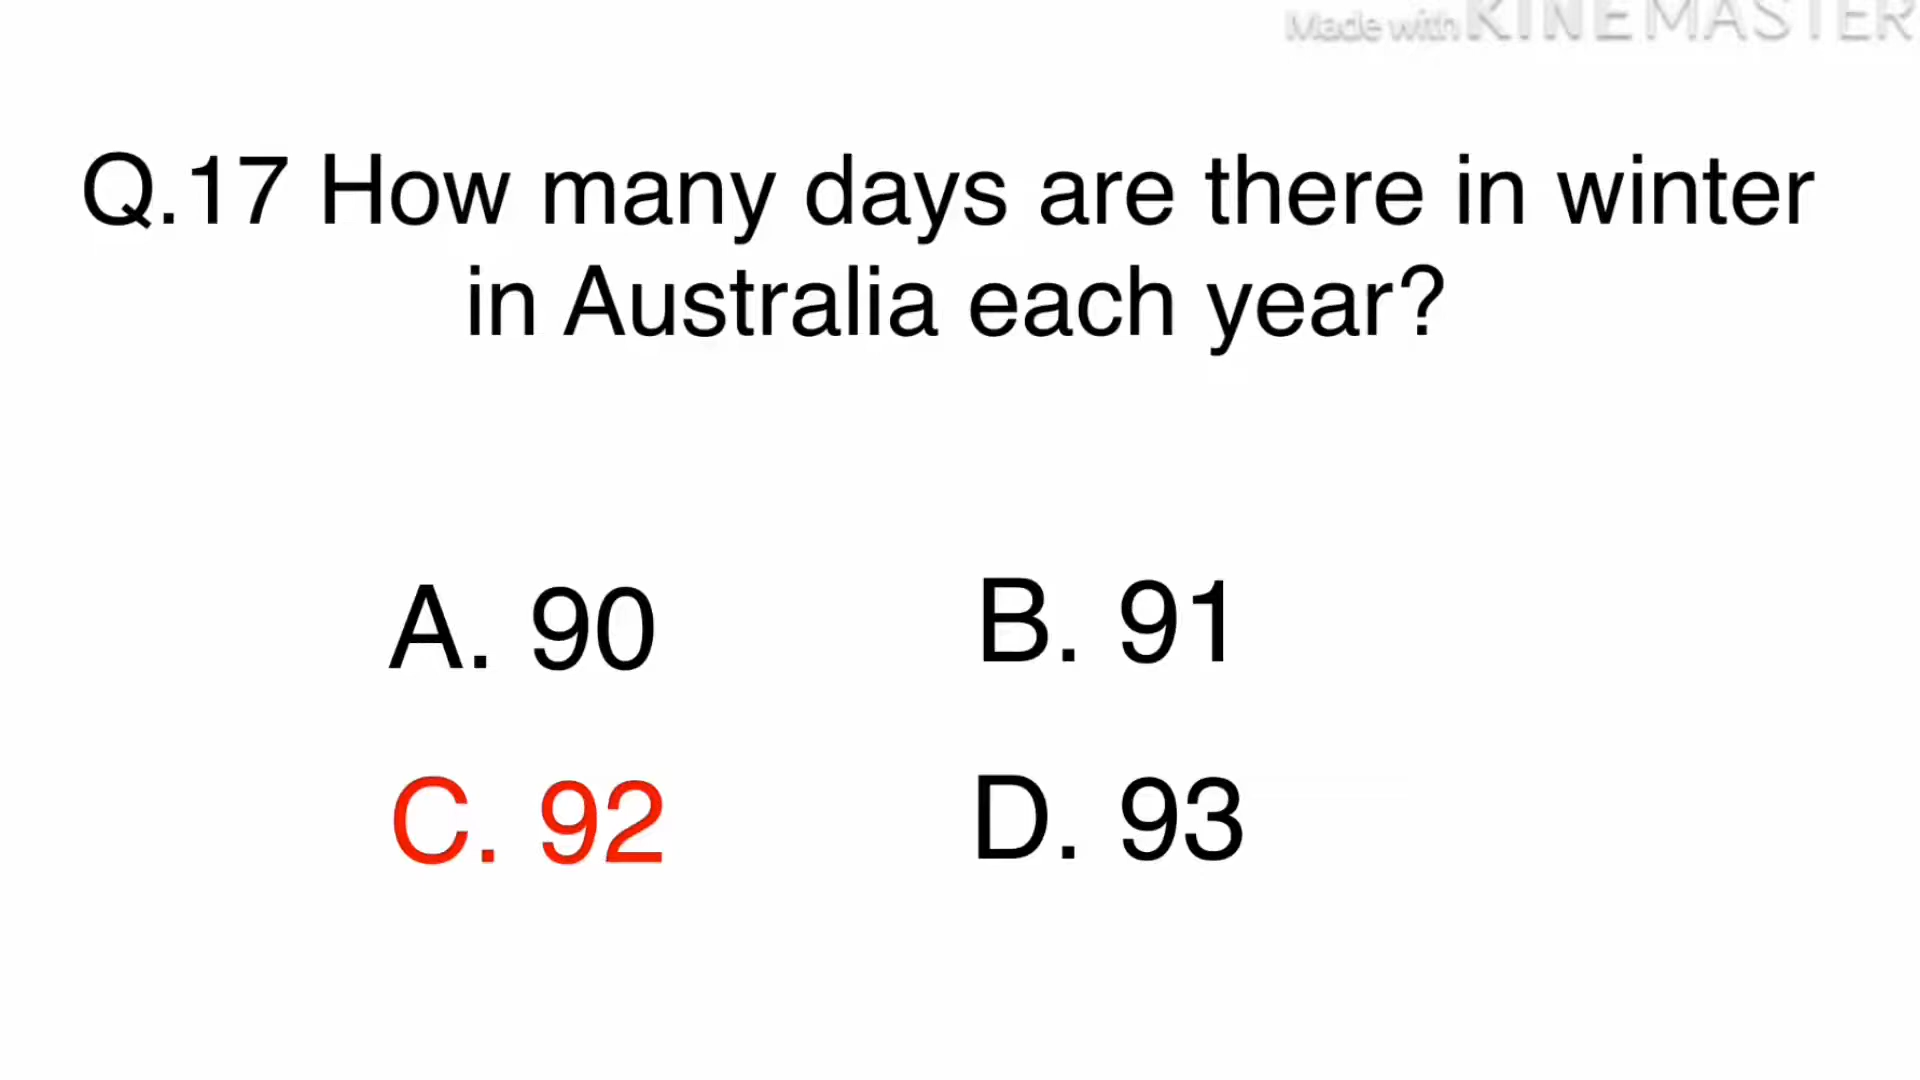 Made with KINEMASTER
Q.17 How many days are there in winter
in Australia each year?
A. 90
B. 91
C. 92
D. 93